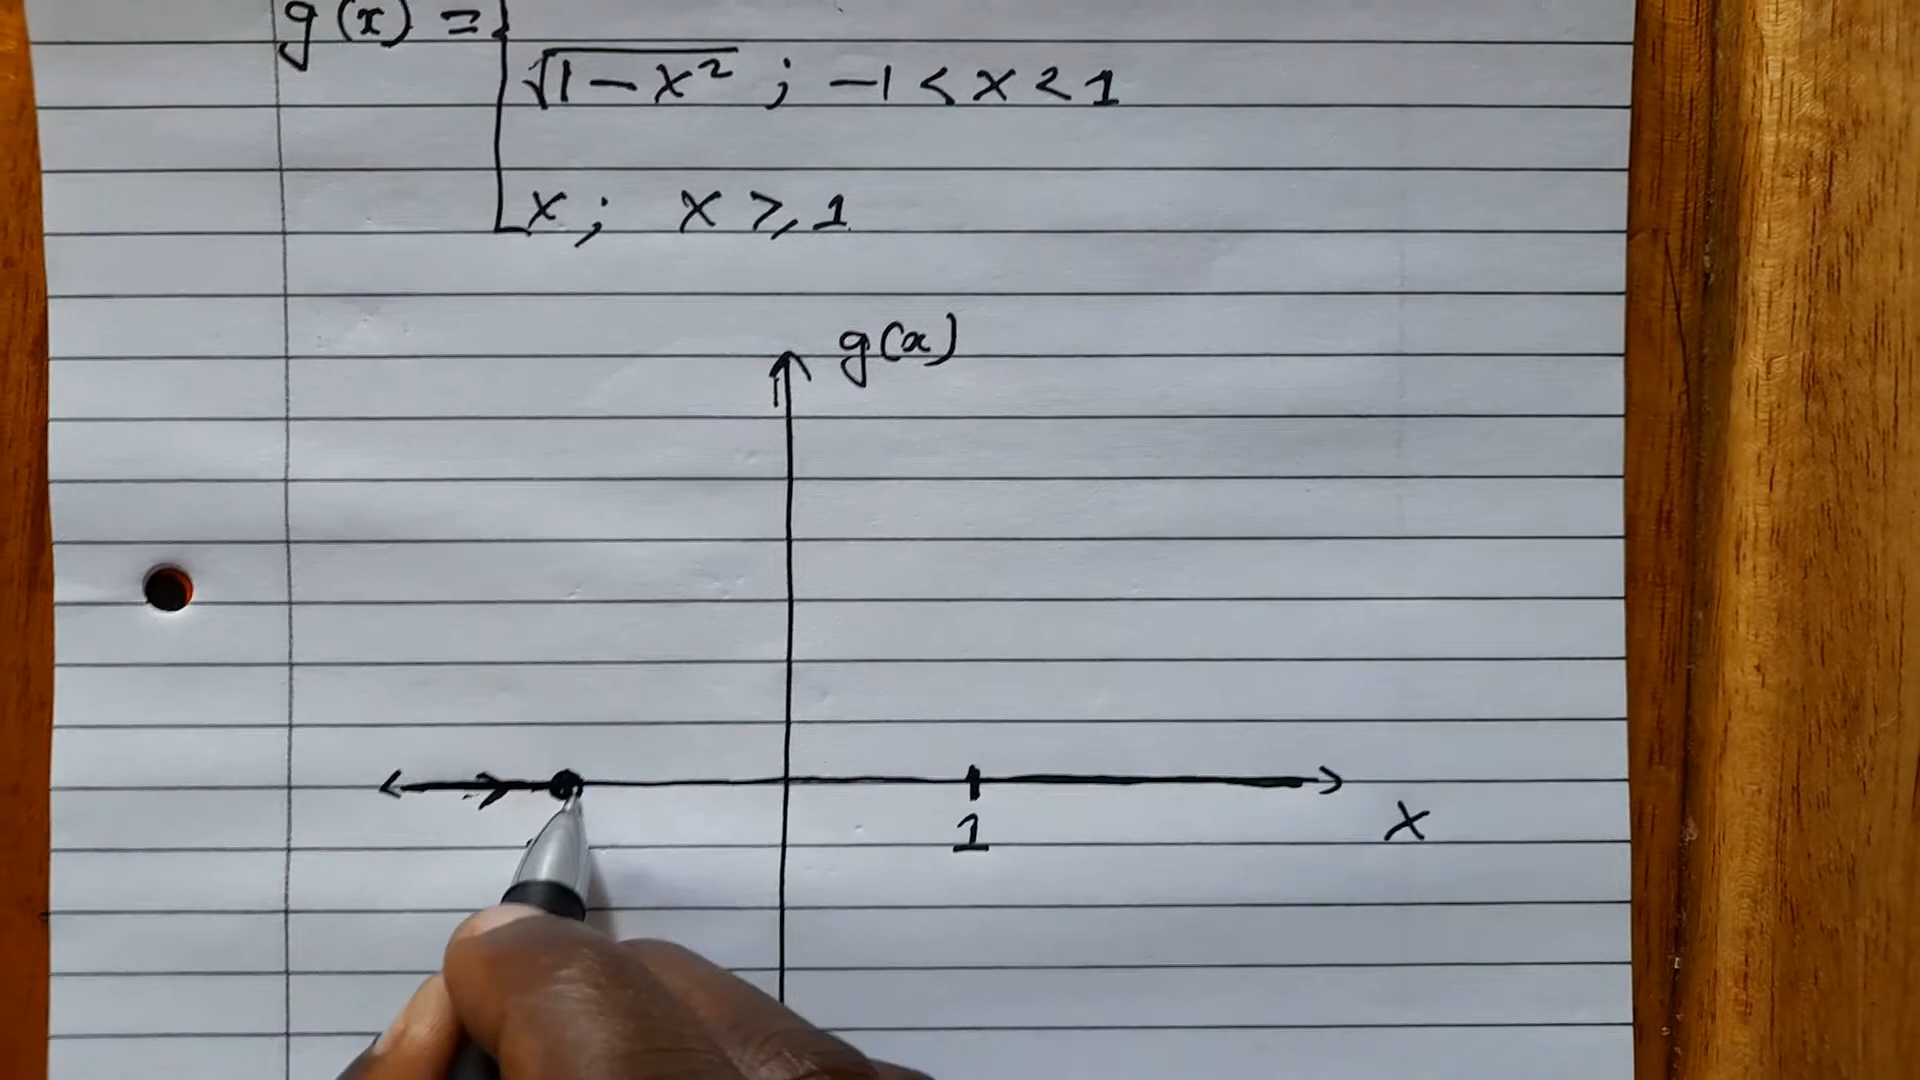 g(x) = {
√1-x² ; -1 < x < 1
x ; x ⩾ 1
g(x)
1
x